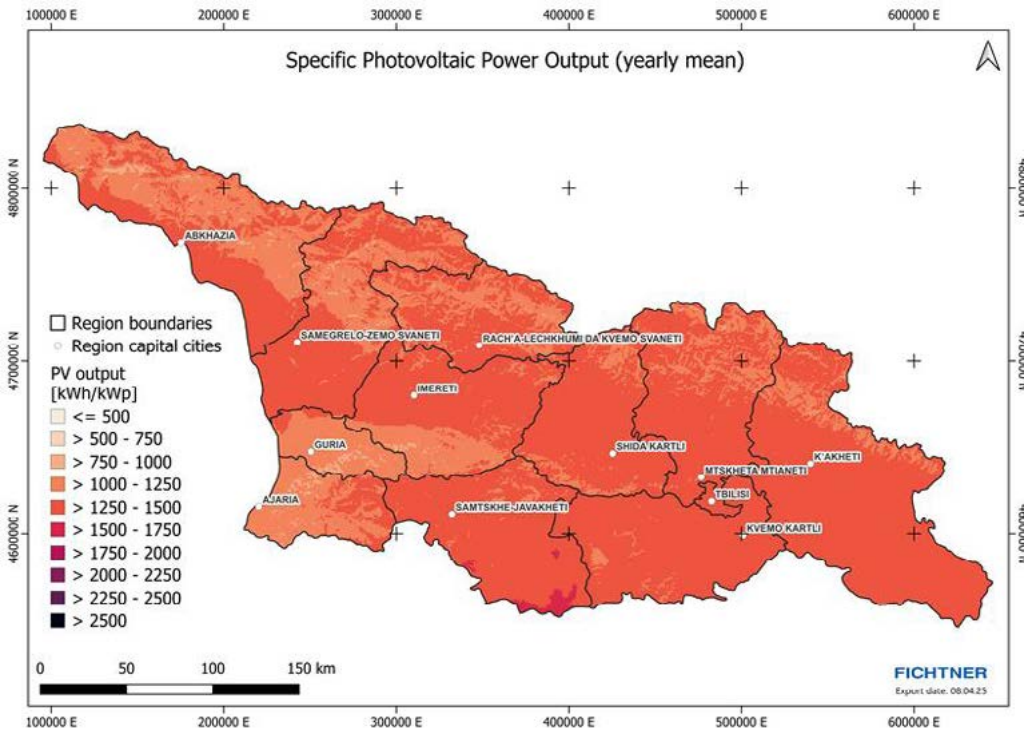 100000 E 200000 E 300000 E 400000 E 500000 E 600000 E
Specific Photovoltaic Power Output (yearly mean)
4800000 N
4700000 N
4600000 N
ABKHAZIA
SAMEGRELO-ZEMO SVANETI
RACH'A-LECHKHUMI DA KVEMO SVANETI
IMERETI
GURIA
SHIDA KARTLI
K'AKHETI
MTSKHETA MTIANETI
TBILISI
AJARIA
SAMTSKHE-JAVAKHETI
KVEMO KARTLI
Region boundaries
Region capital cities
PV output
[kWh/kWp]
<= 500
> 500 - 750
> 750 - 1000
> 1000 - 1250
> 1250 - 1500
> 1500 - 1750
> 1750 - 2000
> 2000 - 2250
> 2250 - 2500
> 2500
0 50 100 150 km
FICHTNER
Export date: 08.04.25
100000 E 200000 E 300000 E 400000 E 500000 E 600000 E